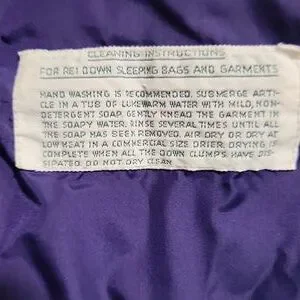 CLEANING INSTRUCTIONS
FOR REI DOWN SLEEPING BAGS AND GARMENTS
HAND WASHING IS RECOMMENDED. SUBMERGE ARTI-
CLE IN A TUB OF LUKEWARM WATER WITH MILD, NON-
DETERGENT SOAP. GENTLY KNEAD THE GARMENT IN
THE SOAPY WATER. RINSE SEVERAL TIMES UNTIL ALL
THE SOAP HAS BEEN REMOVED. AIR DRY OR DRY AT
LOW HEAT IN A COMMERCIAL SIZE DRIER. DRYING IS
COMPLETE WHEN ALL THE DOWN CLUMPS HAVE DIS-
SIPATED. DO NOT DRY CLEAN.